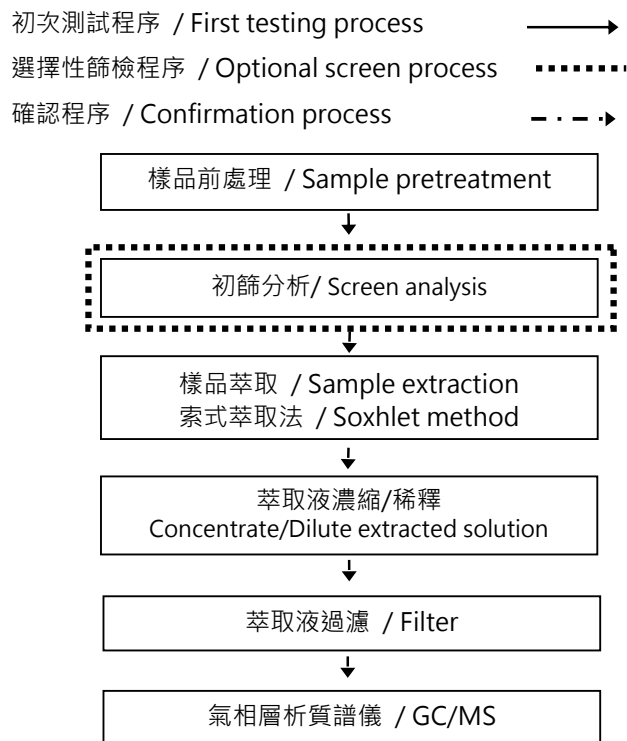 初次測試程序 / First testing process
選擇性篩檢程序 / Optional screen process
確認程序 / Confirmation process
樣品前處理 / Sample pretreatment
初篩分析/ Screen analysis
樣品萃取 / Sample extraction
索式萃取法 / Soxhlet method
萃取液濃縮/稀釋
Concentrate/Dilute extracted solution
萃取液過濾 / Filter
氣相層析質譜儀 / GC/MS